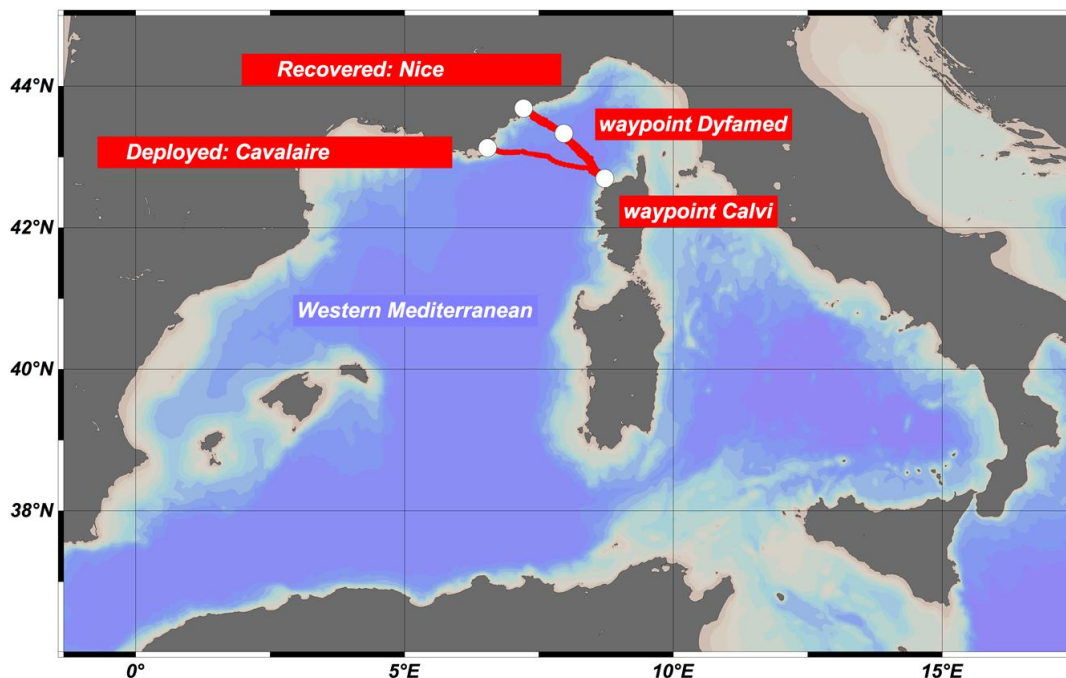 Recovered: Nice
44°N
waypoint Dyfamed
Deployed: Cavalaire
waypoint Calvi
42°N
Western Mediterranean
40°N
38°N
0°
5°E
10°E
15°E